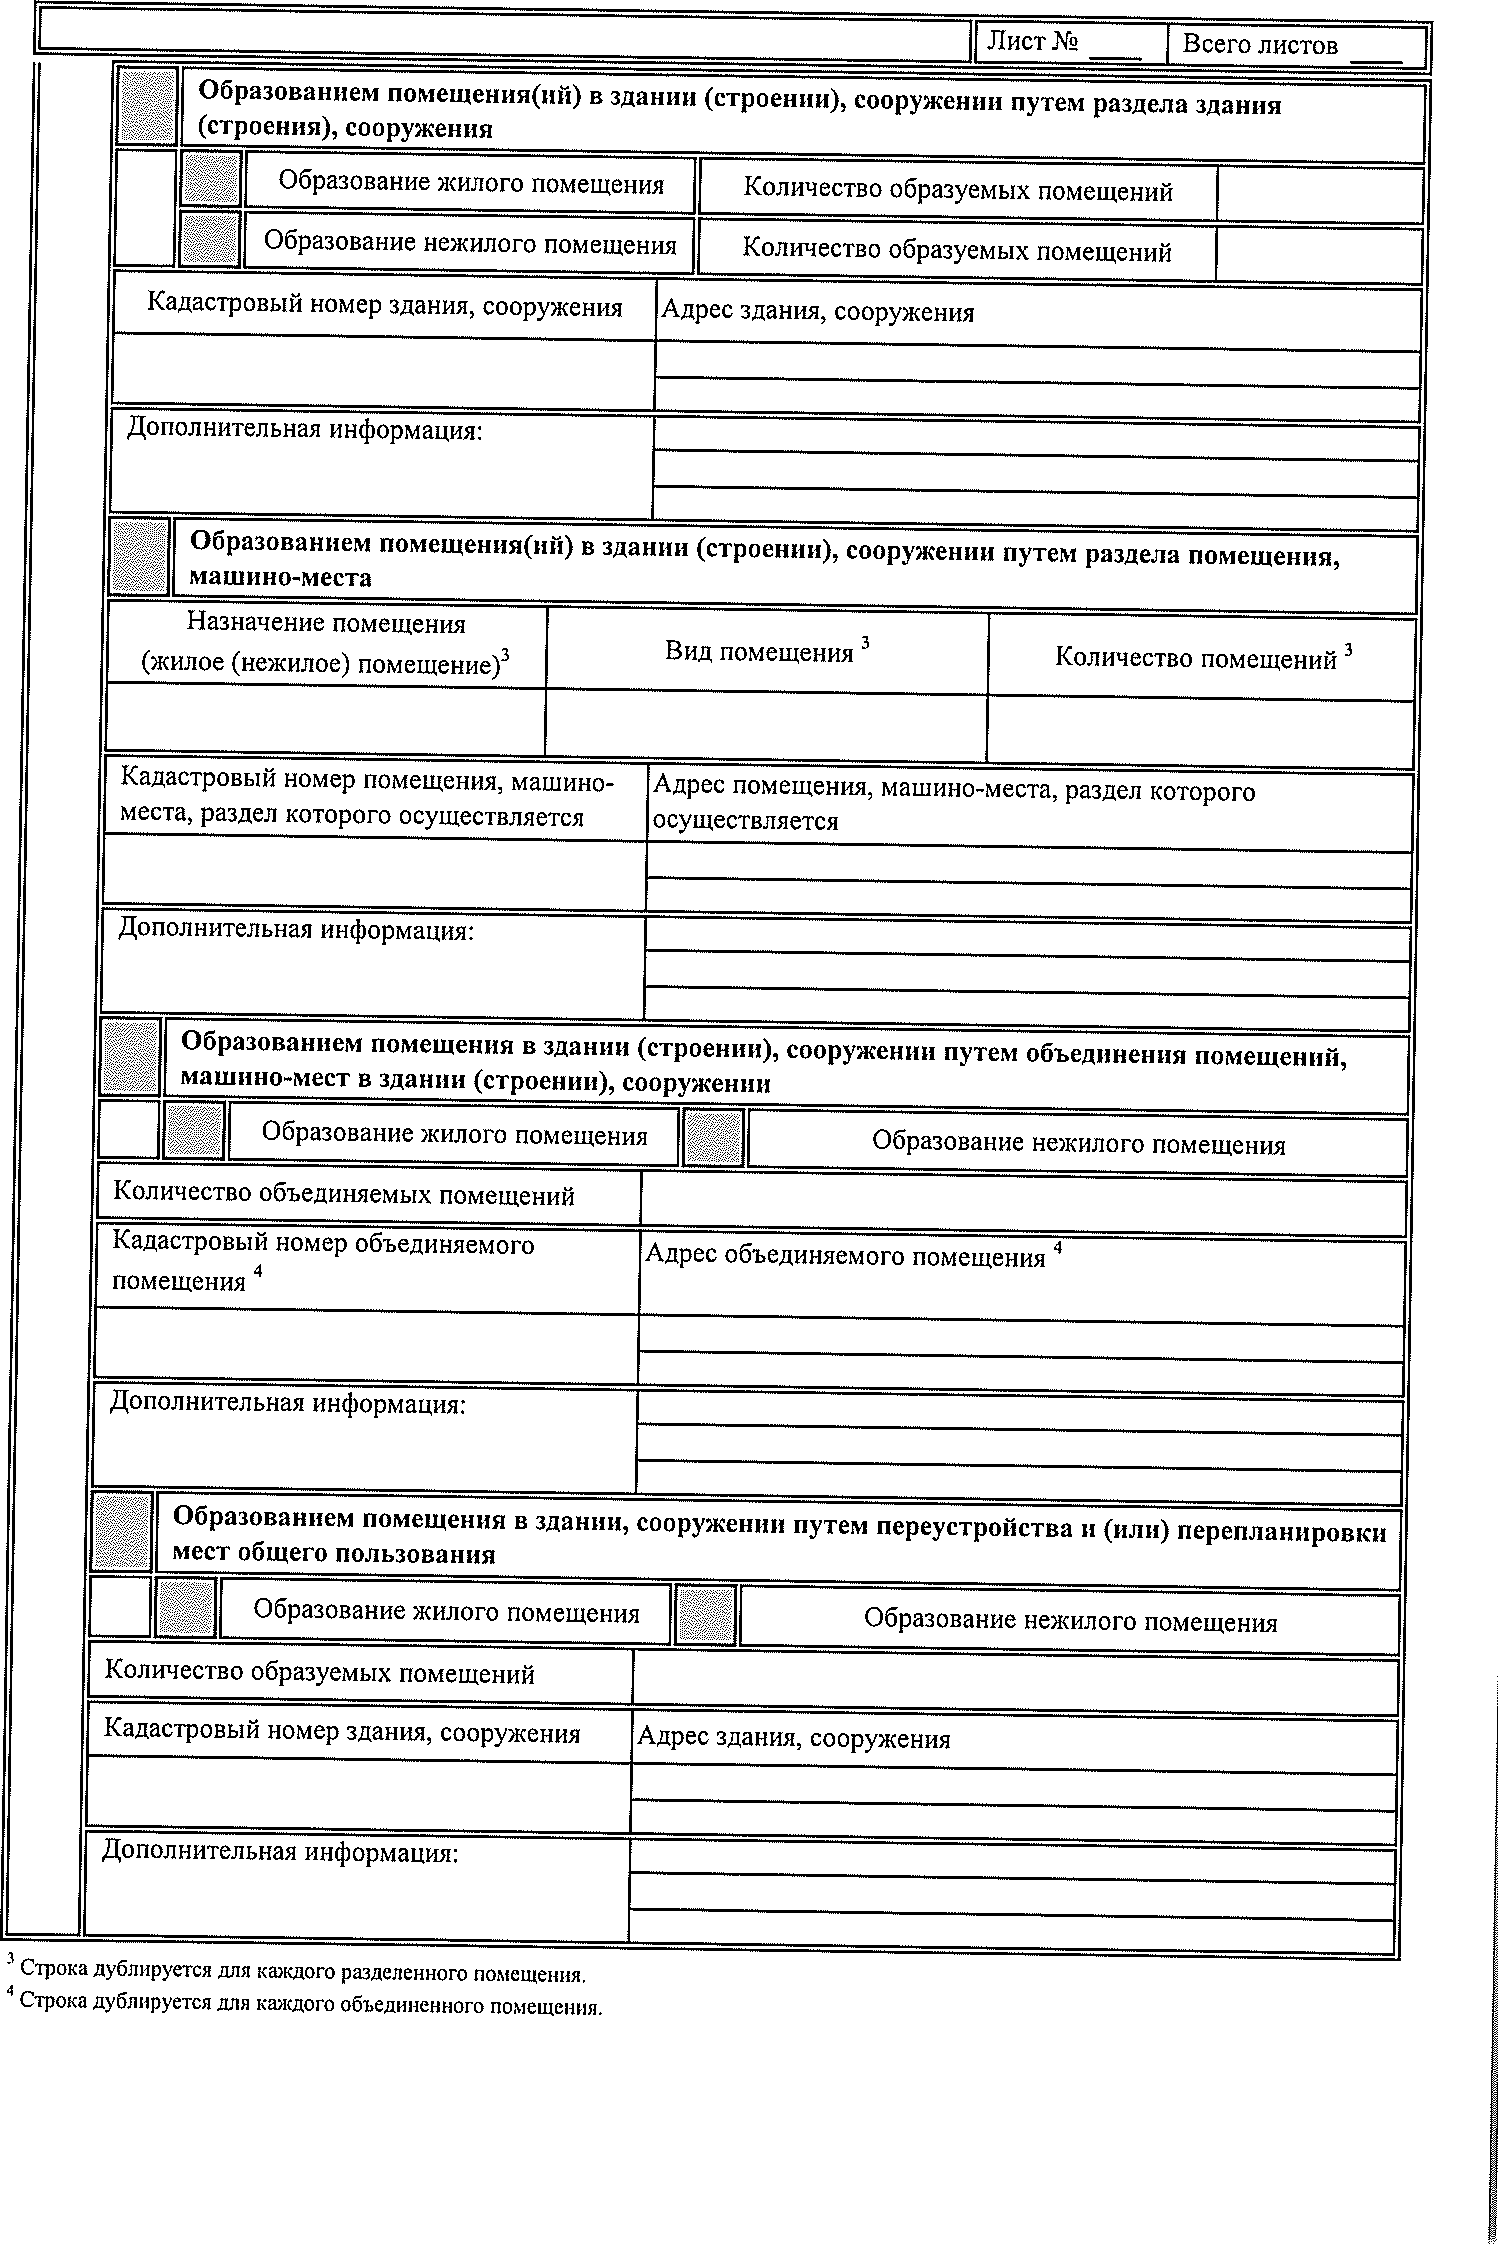 Лист № ____ Всего листов ____
Образованием помещения(ий) в здании (строении), сооружении путем раздела здания
(строения), сооружения
Образование жилого помещения Количество образуемых помещений
Образование нежилого помещения Количество образуемых помещений
Кадастровый номер здания, сооружения Адрес здания, сооружения
Дополнительная информация:
Образованием помещения(ий) в здании (строении), сооружении путем раздела помещения,
машино-места
Назначение помещения
(жилое (нежилое) помещение)³ Вид помещения ³ Количество помещений ³
Кадастровый номер помещения, машино-
места, раздел которого осуществляется
Адрес помещения, машино-места, раздел которого
осуществляется
Дополнительная информация:
Образованием помещения в здании (строении), сооружении путем объединения помещений,
машино-мест в здании (строении), сооружении
Образование жилого помещения Образование нежилого помещения
Количество объединяемых помещений
Кадастровый номер объединяемого
помещения ⁴
Адрес объединяемого помещения ⁴
Дополнительная информация:
Образованием помещения в здании, сооружении путем переустройства и (или) перепланировки
мест общего пользования
Образование жилого помещения Образование нежилого помещения
Количество образуемых помещений
Кадастровый номер здания, сооружения Адрес здания, сооружения
Дополнительная информация:
³ Строка дублируется для каждого разделенного помещения.
⁴ Строка дублируется для каждого объединенного помещения.